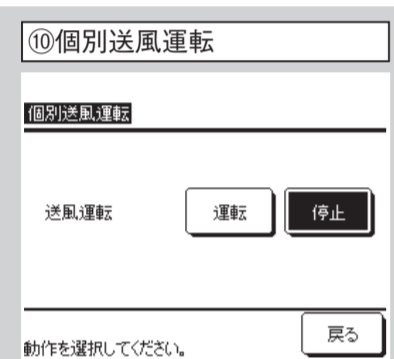 ⑩個別送風運転
個別送風運転
送風運転 運転 停止
動作を選択してください。 戻る